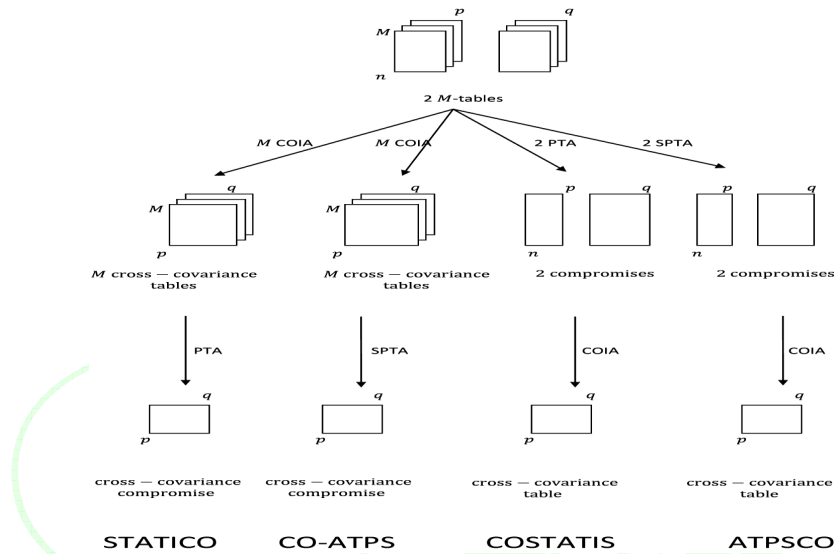 p q
M
n
2 M-tables
M COIA M COIA 2 PTA 2 SPTA
q q p q p q
M M
p p n n
M cross − covariance tables
M cross − covariance tables
2 compromises
2 compromises
PTA SPTA COIA COIA
q q q q
p p p p
cross − covariance compromise
cross − covariance compromise
cross − covariance table
cross − covariance table
STATICO CO-ATPS COSTATIS ATPSCO